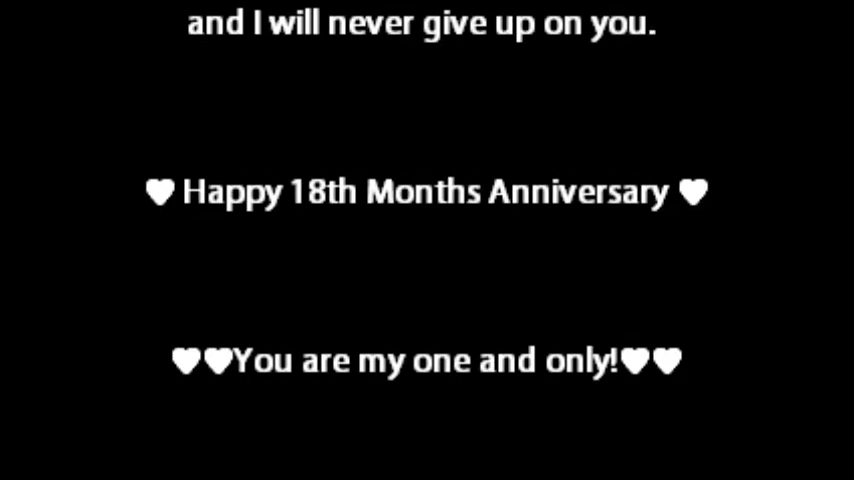 and I will never give up on you.
♥ Happy 18th Months Anniversary ♥
♥♥You are my one and only!♥♥